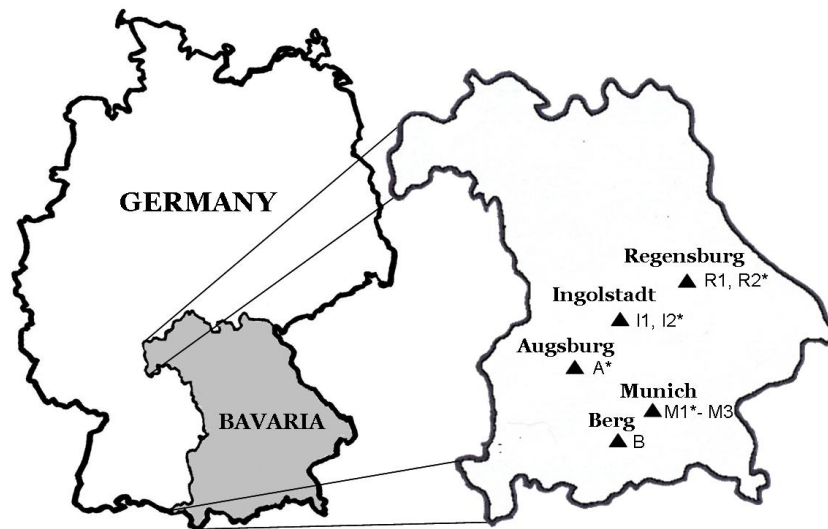 GERMANY
BAVARIA
Regensburg
R1, R2*
Ingolstadt
I1, I2*
Augsburg
A*
Munich
M1*- M3
Berg
B